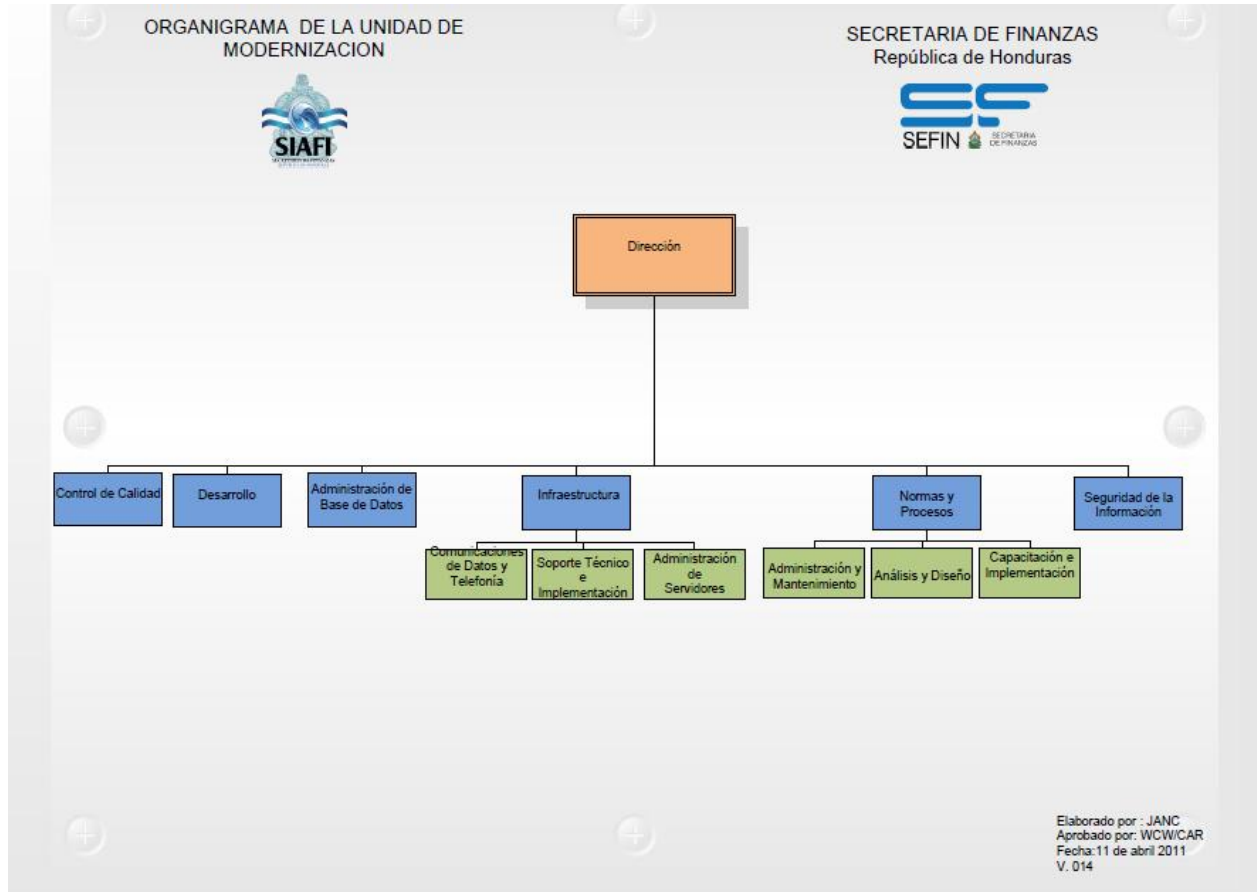 ORGANIGRAMA DE LA UNIDAD DE
MODERNIZACION
SIAFI
SECRETARIA DE FINANZAS
República de Honduras
SEFIN
SECRETARIA
DE FINANZAS
Dirección
Control de Calidad
Desarrollo
Administración de
Base de Datos
Infraestructura
Normas y
Procesos
Seguridad de la
Información
Comunicaciones
de Datos y
Telefonía
Soporte Técnico
e
Implementación
Administración
de
Servidores
Administración y
Mantenimiento
Análisis y Diseño
Capacitación e
Implementación
Elaborado por : JANC
Aprobado por: WCW/CAR
Fecha:11 de abril 2011
V. 014